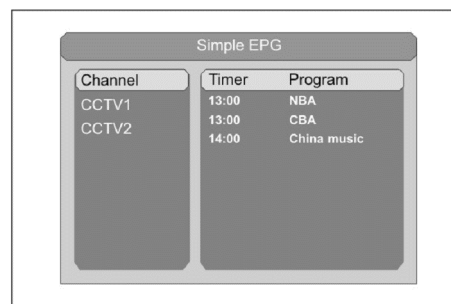 Simple EPG
Channel
CCTV1
CCTV2
Timer Program
13:00 NBA
13:00 CBA
14:00 China music